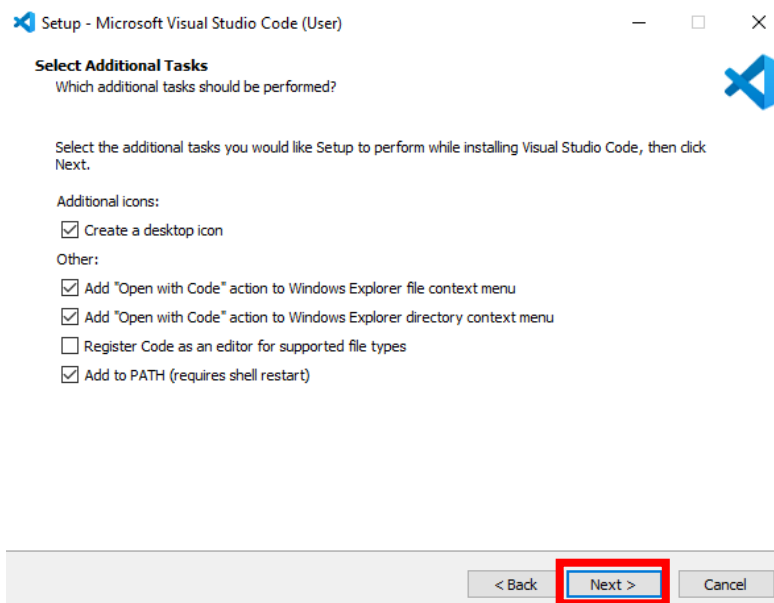 Setup - Microsoft Visual Studio Code (User)
Select Additional Tasks
Which additional tasks should be performed?
Select the additional tasks you would like Setup to perform while installing Visual Studio Code, then click
Next.
Additional icons:
Create a desktop icon
Other:
Add "Open with Code" action to Windows Explorer file context menu
Add "Open with Code" action to Windows Explorer directory context menu
Register Code as an editor for supported file types
Add to PATH (requires shell restart)
< Back Next > Cancel